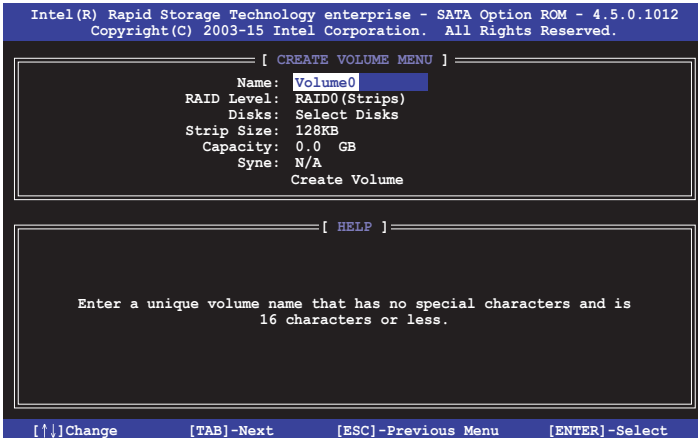 Intel(R) Rapid Storage Technology enterprise - SATA Option ROM - 4.5.0.1012
Copyright(C) 2003-15 Intel Corporation. All Rights Reserved.
[ CREATE VOLUME MENU ]
Name: Volume0
RAID Level: RAID0(Strips)
Disks: Select Disks
Strip Size: 128KB
Capacity: 0.0 GB
Syne: N/A
Create Volume
[ HELP ]
Enter a unique volume name that has no special characters and is
16 characters or less.
[↑↓]Change [TAB]-Next [ESC]-Previous Menu [ENTER]-Select